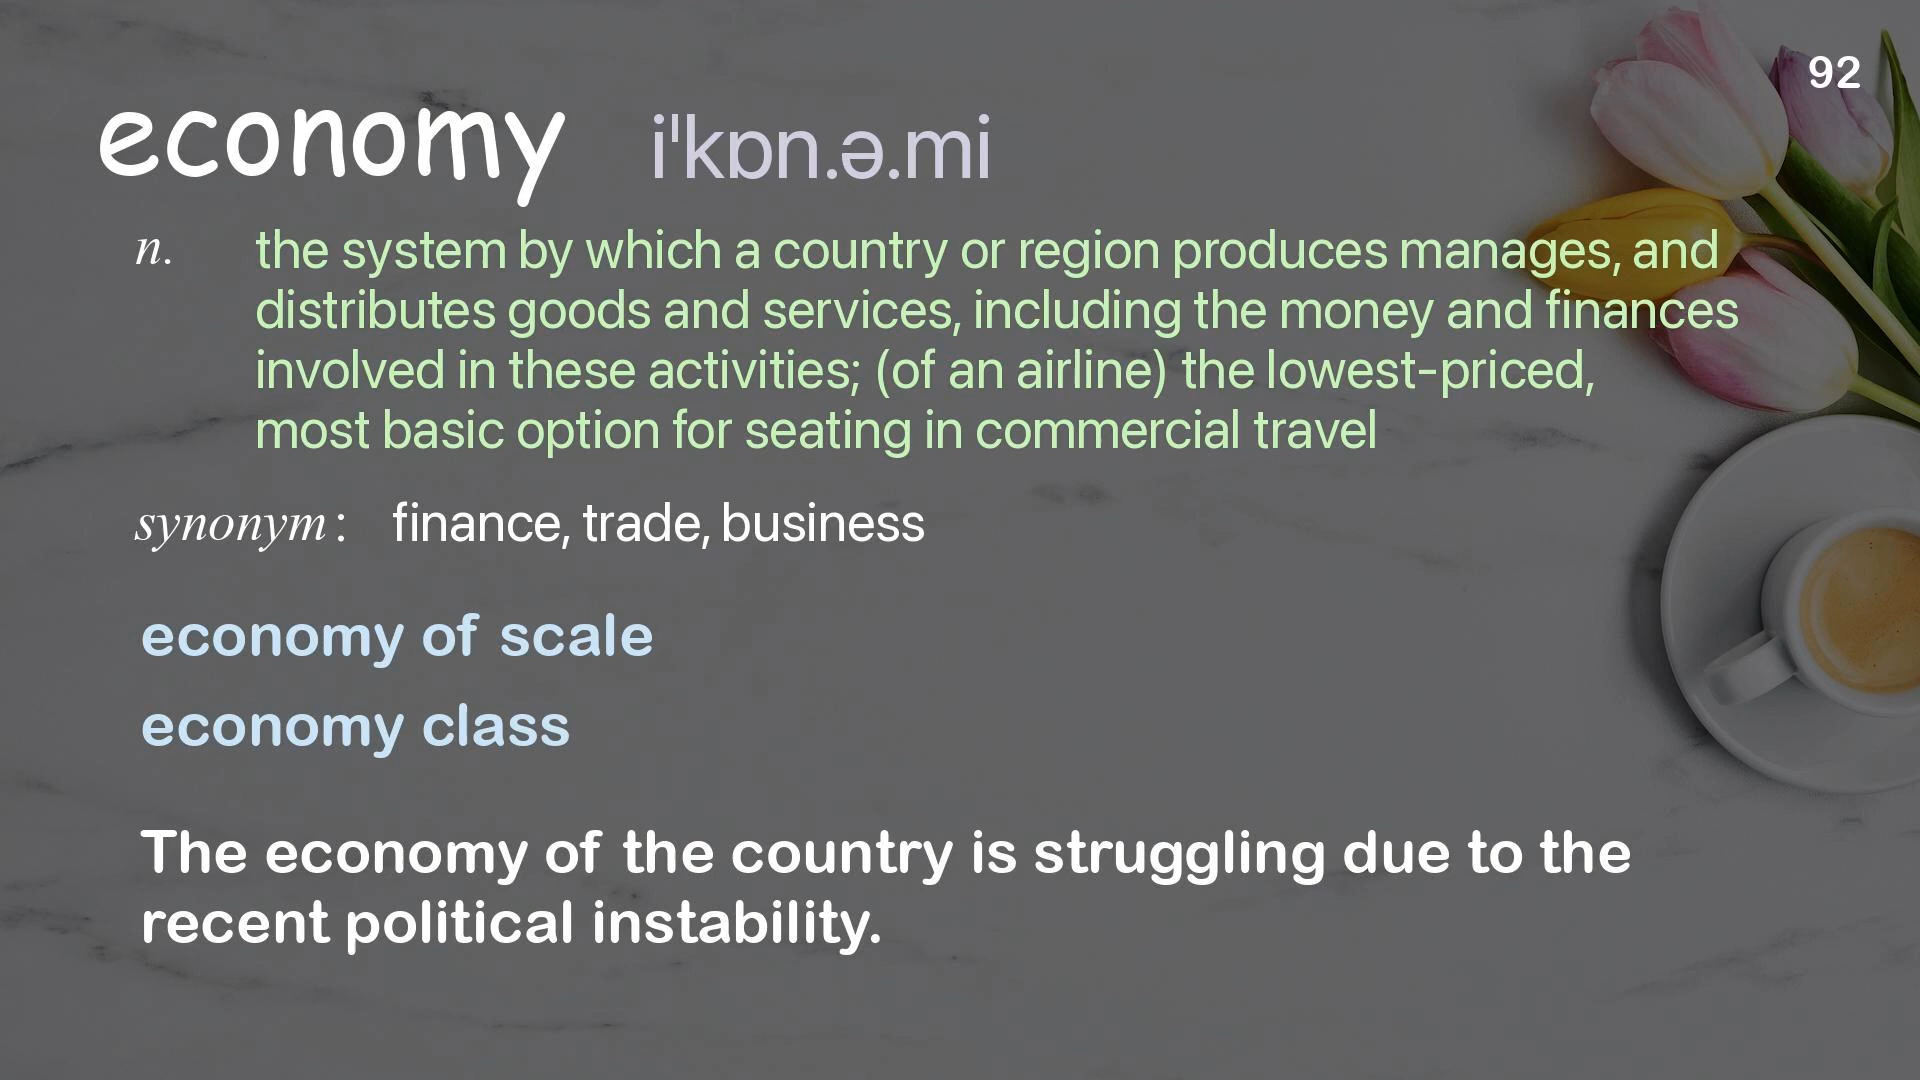 92
economy iˈkɒn.ə.mi
n. the system by which a country or region produces manages, and
distributes goods and services, including the money and finances
involved in these activities; (of an airline) the lowest-priced,
most basic option for seating in commercial travel
synonym: finance, trade, business
economy of scale
economy class
The economy of the country is struggling due to the
recent political instability.